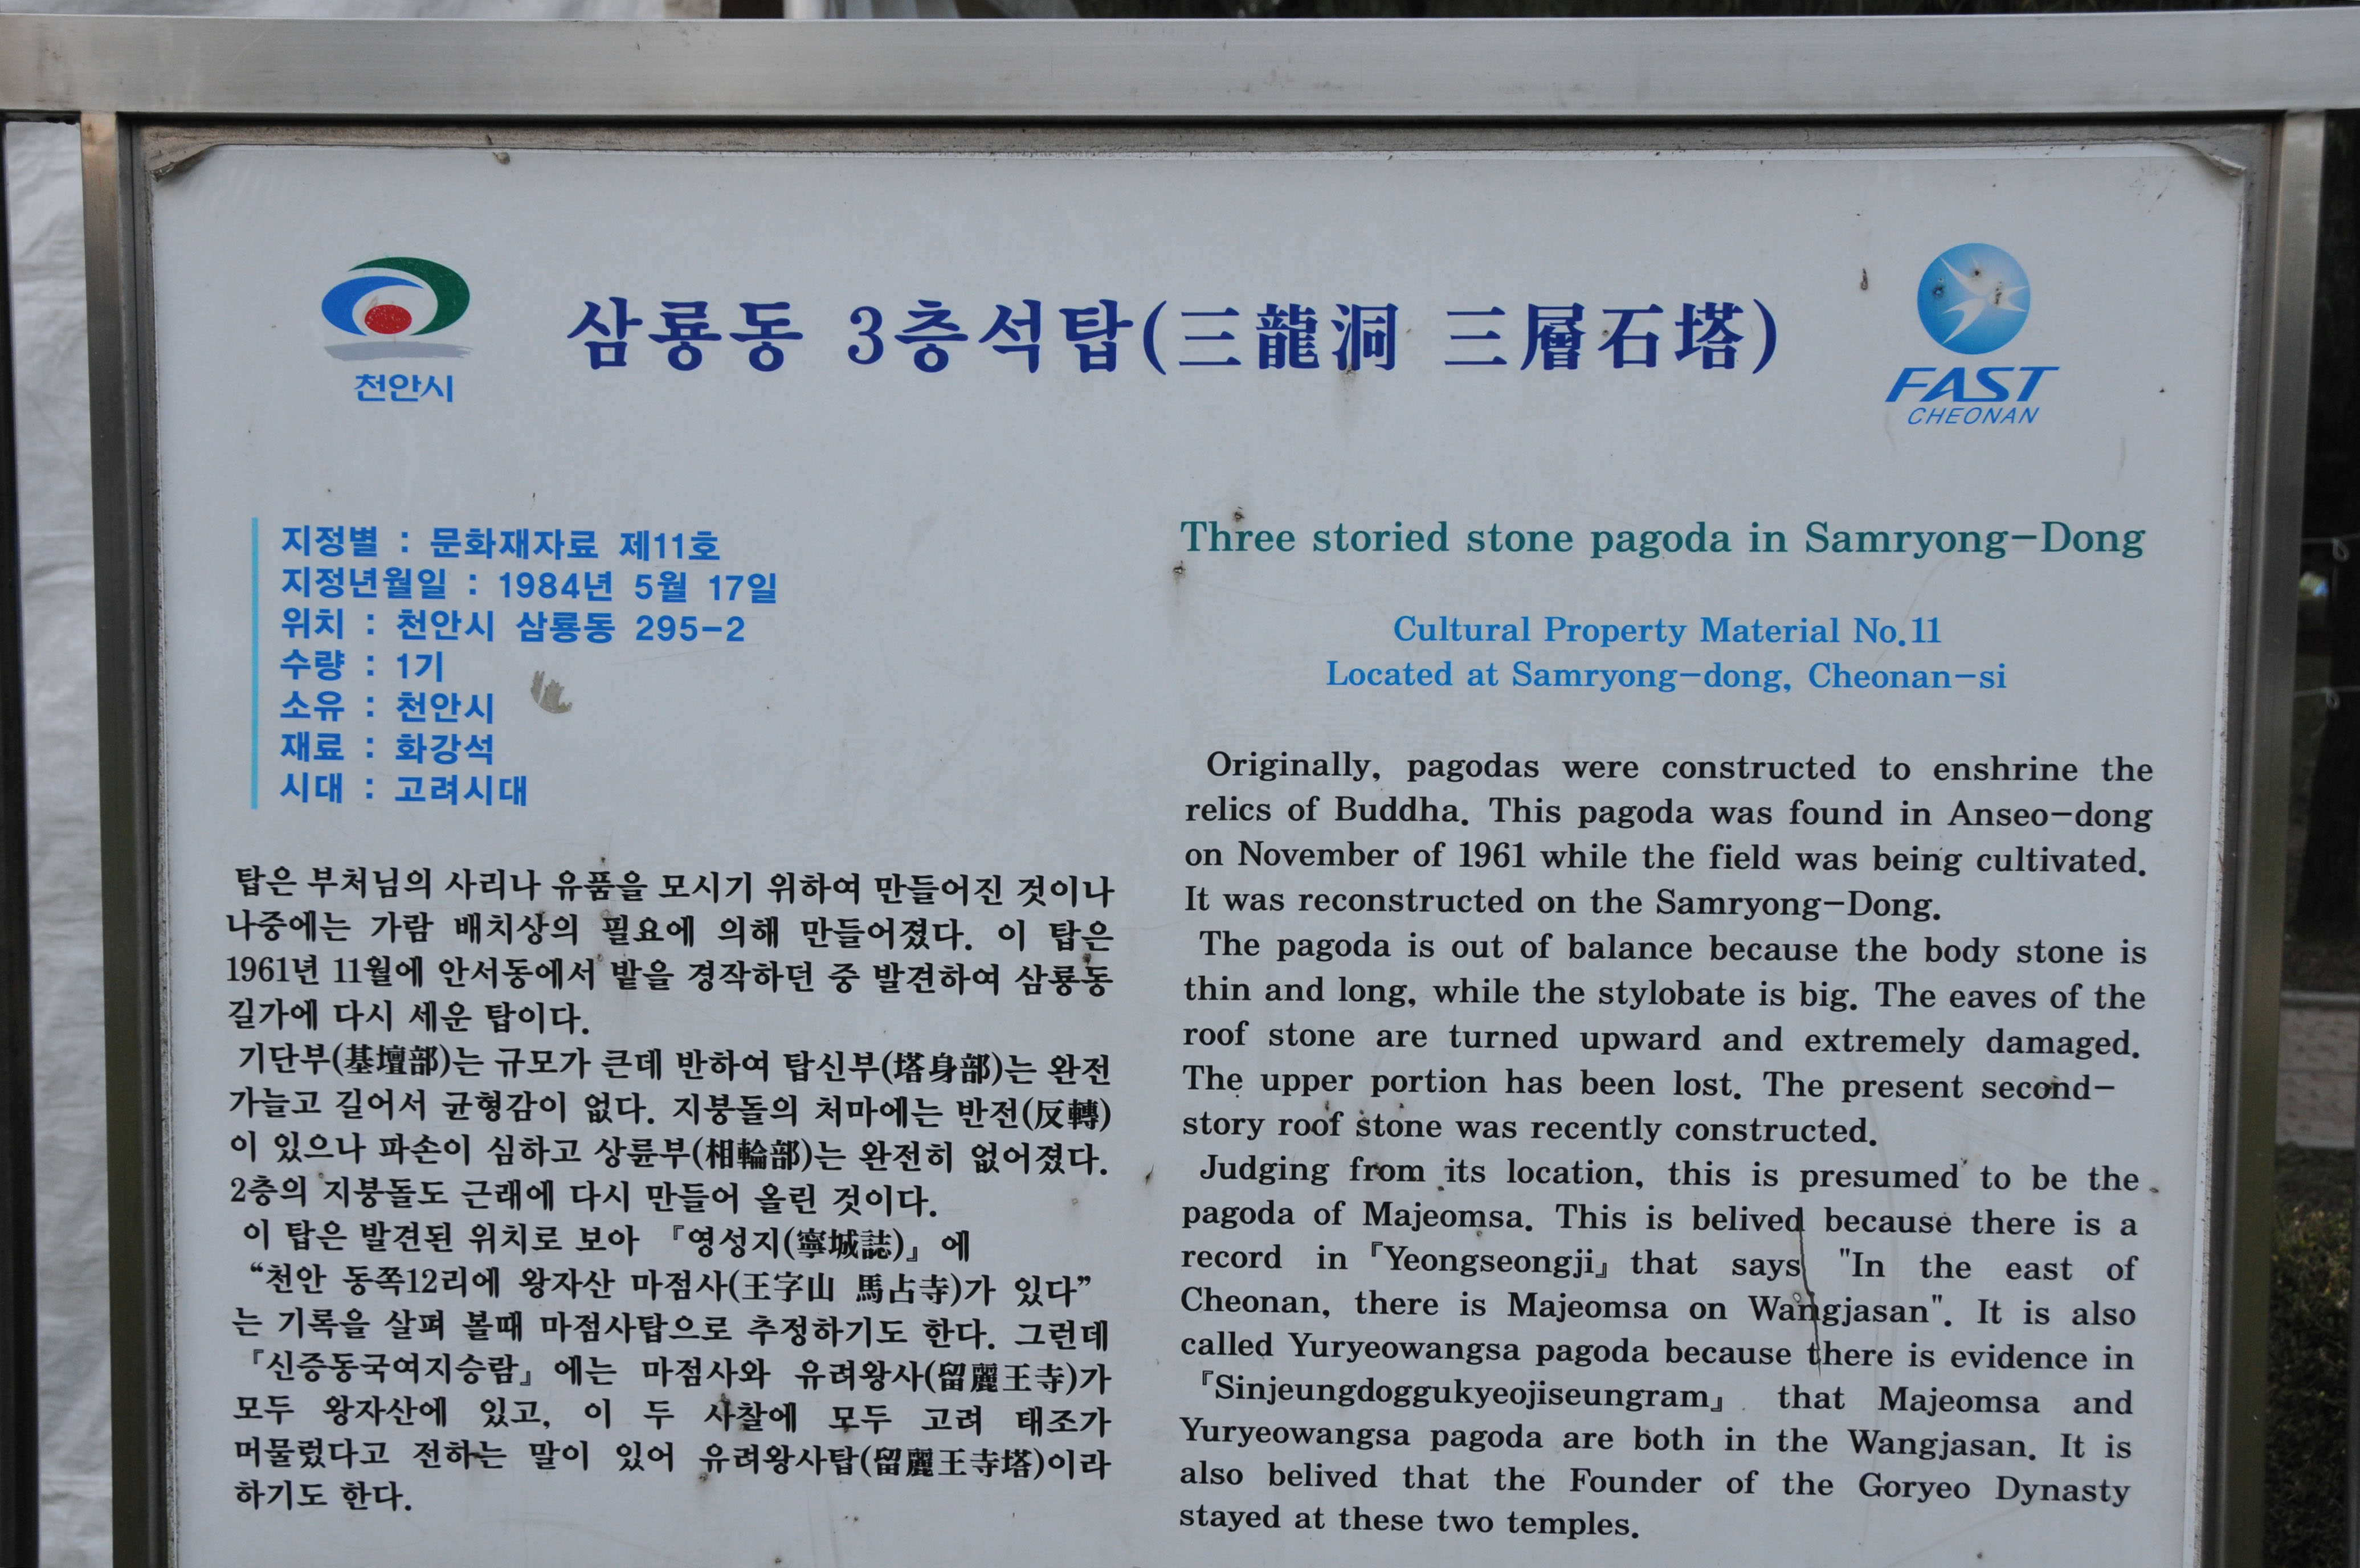 천안시
삼룡동 3층석탑(三龍洞 三層石塔)
FAST
CHEONAN
지정별 : 문화재자료 제11호
지정년월일 : 1984년 5월 17일
위치 : 천안시 삼룡동 295-2
수량 : 1기
소유 : 천안시
재료 : 화강석
시대 : 고려시대
탑은 부처님의 사리나 유품을 모시기 위하여 만들어진 것이나
나중에는 가람 배치상의 필요에 의해 만들어졌다. 이 탑은
1961년 11월에 안서동에서 밭을 경작하던 중 발견하여 삼룡동
길가에 다시 세운 탑이다.
기단부(基壇部)는 규모가 큰데 반하여 탑신부(塔身部)는 완전
가늘고 길어서 균형감이 없다. 지붕돌의 처마에는 반전(反轉)
이 있으나 파손이 심하고 상륜부(相輪部)는 완전히 없어졌다.
2층의 지붕돌도 근래에 다시 만들어 올린 것이다.
이 탑은 발견된 위치로 보아 『영성지(寧城誌)』에
“천안 동쪽12리에 왕자산 마점사(王字山 馬占寺)가 있다”
는 기록을 살펴 볼때 마점사탑으로 추정하기도 한다. 그런데
『신증동국여지승람』에는 마점사와 유려왕사(留麗王寺)가
모두 왕자산에 있고, 이 두 사찰에 모두 고려 태조가
머물렀다고 전하는 말이 있어 유려왕사탑(留麗王寺塔)이라
하기도 한다.
Three storied stone pagoda in Samryong-Dong
Cultural Property Material No.11
Located at Samryong-dong, Cheonan-si
Originally, pagodas were constructed to enshrine the
relics of Buddha. This pagoda was found in Anseo-dong
on November of 1961 while the field was being cultivated.
It was reconstructed on the Samryong-Dong.
The pagoda is out of balance because the body stone is
thin and long, while the stylobate is big. The eaves of the
roof stone are turned upward and extremely damaged.
The upper portion has been lost. The present second-
story roof stone was recently constructed.
Judging from its location, this is presumed to be the
pagoda of Majeomsa. This is belived because there is a
record in 『Yeongseongji』 that says "In the east of
Cheonan, there is Majeomsa on Wangjasan". It is also
called Yuryeowangsa pagoda because there is evidence in
『Sinjeungdoggukyeojiseungram』 that Majeomsa and
Yuryeowangsa pagoda are both in the Wangjasan. It is
also belived that the Founder of the Goryeo Dynasty
stayed at these two temples.